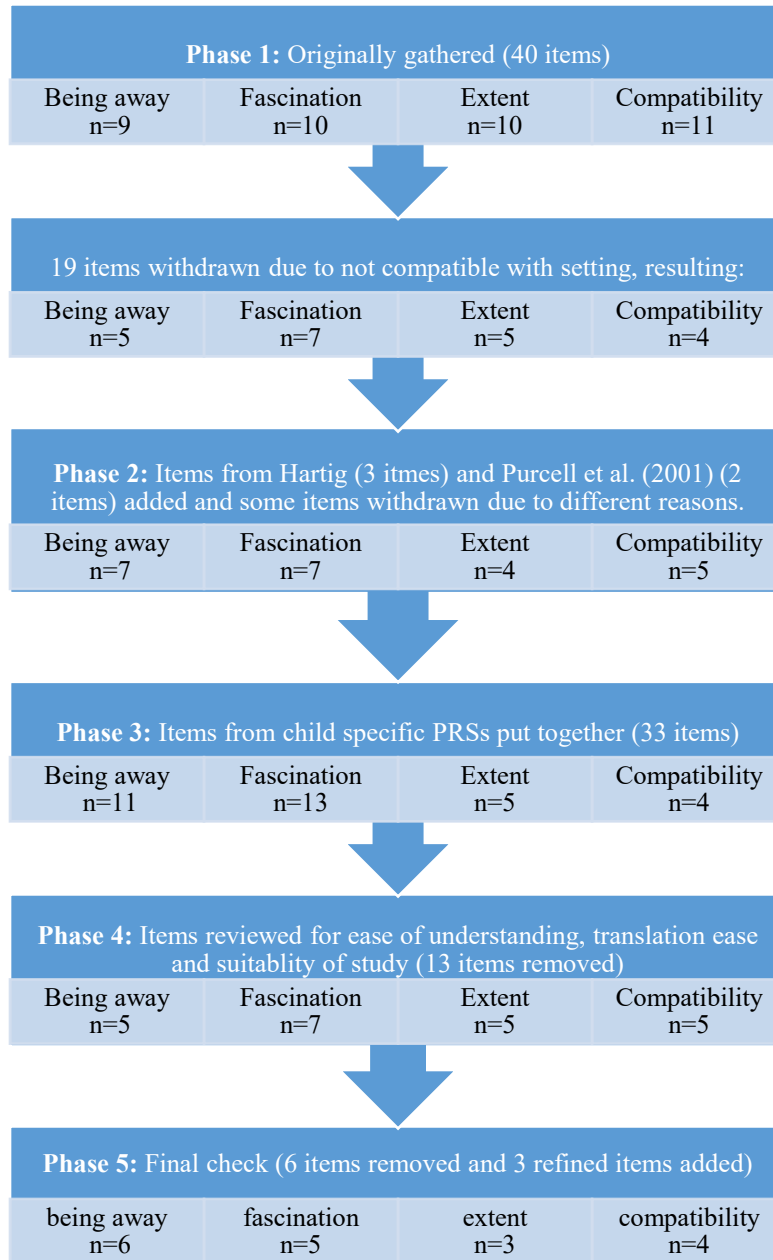 Phase 1: Originally gathered (40 items)
Being away Fascination Extent Compatibility
n=9 n=10 n=10 n=11
19 items withdrawn due to not compatible with setting, resulting:
Being away Fascination Extent Compatibility
n=5 n=7 n=5 n=4
Phase 2: Items from Hartig (3 itmes) and Purcell et al. (2001) (2
items) added and some items withdrawn due to different reasons.
Being away Fascination Extent Compatibility
n=7 n=7 n=4 n=5
Phase 3: Items from child specific PRSs put together (33 items)
Being away Fascination Extent Compatibility
n=11 n=13 n=5 n=4
Phase 4: Items reviewed for ease of understanding, translation ease
and suitablity of study (13 items removed)
Being away Fascination Extent Compatibility
n=5 n=7 n=5 n=5
Phase 5: Final check (6 items removed and 3 refined items added)
being away fascination extent compatibility
n=6 n=5 n=3 n=4